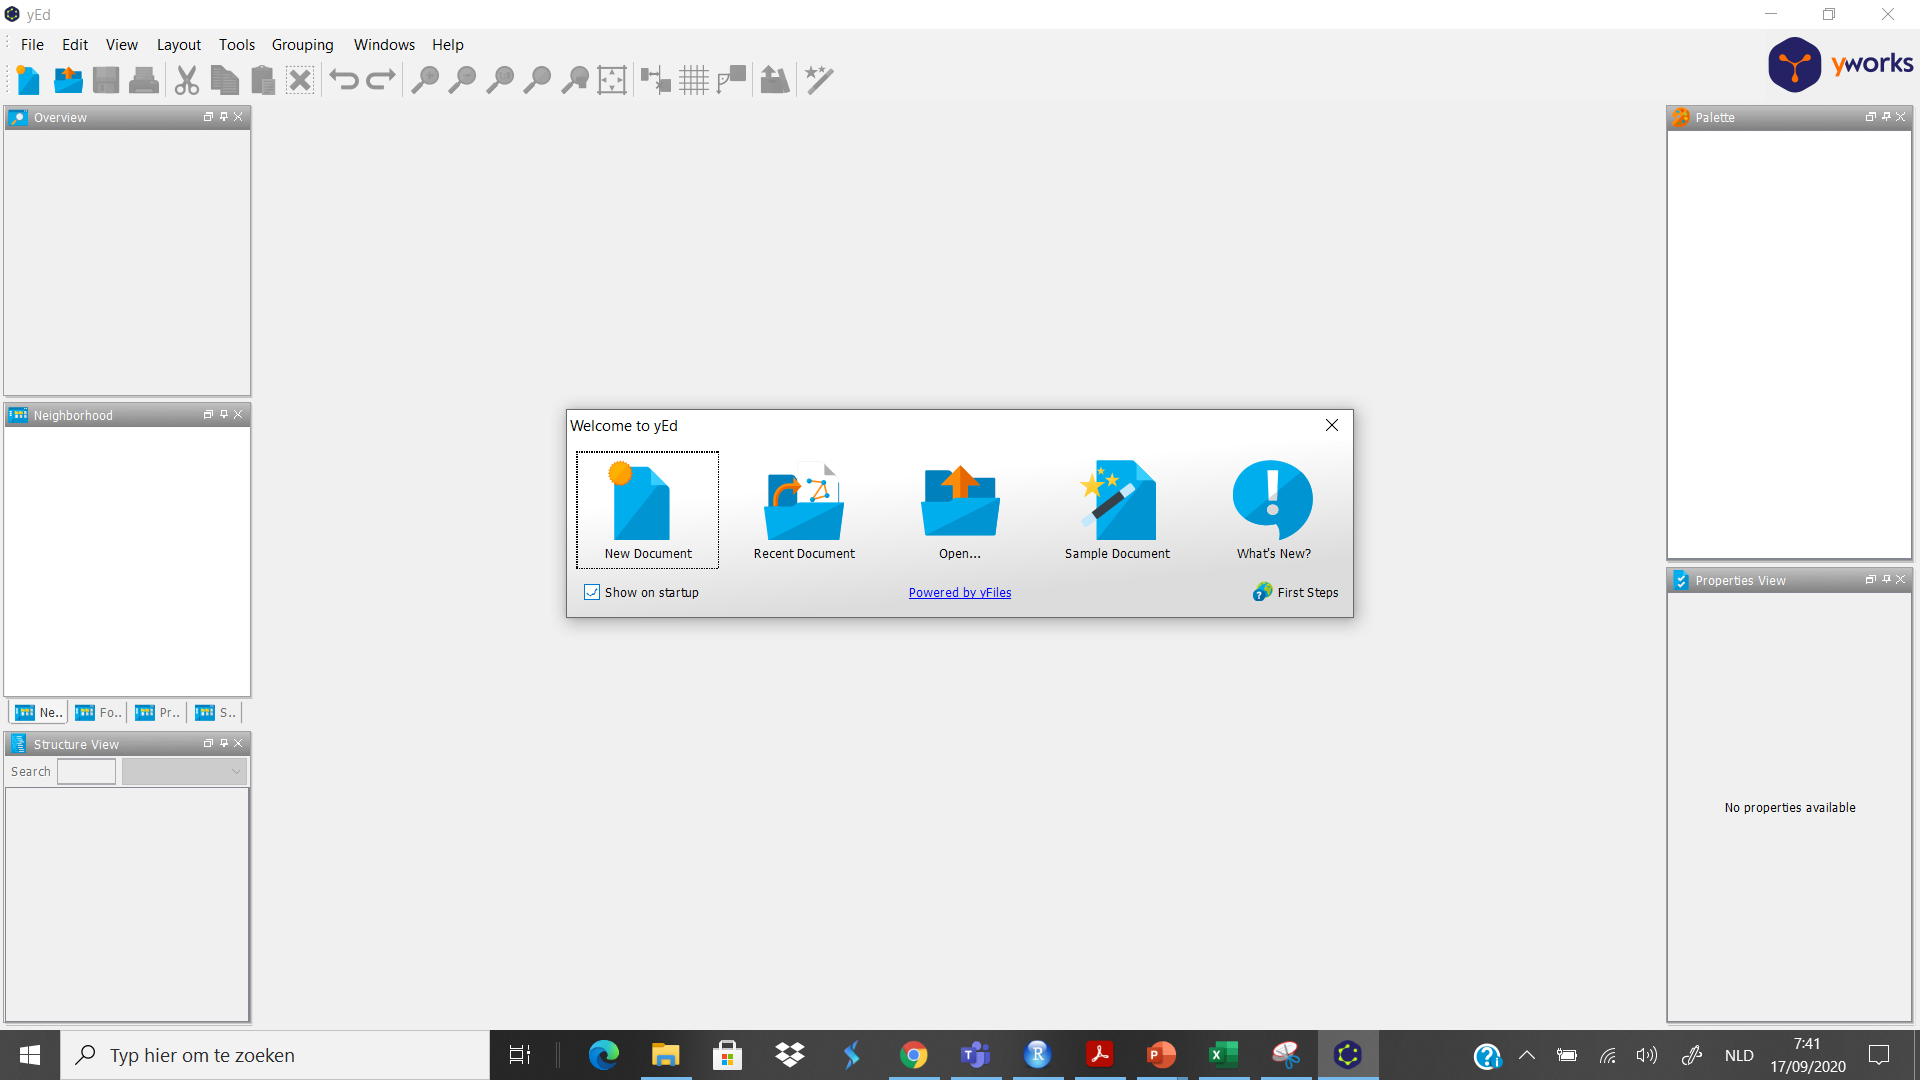 yEd
File Edit View Layout Tools Grouping Windows Help
yworks
Overview
Palette
Neighborhood
Welcome to yEd
New Document
Recent Document
Open...
Sample Document
What's New?
Show on startup
Powered by yFiles
First Steps
Properties View
No properties available
Ne.. Fo.. Pr.. S..
Structure View
Search
Typ hier om te zoeken
NLD
7:41
17/09/2020